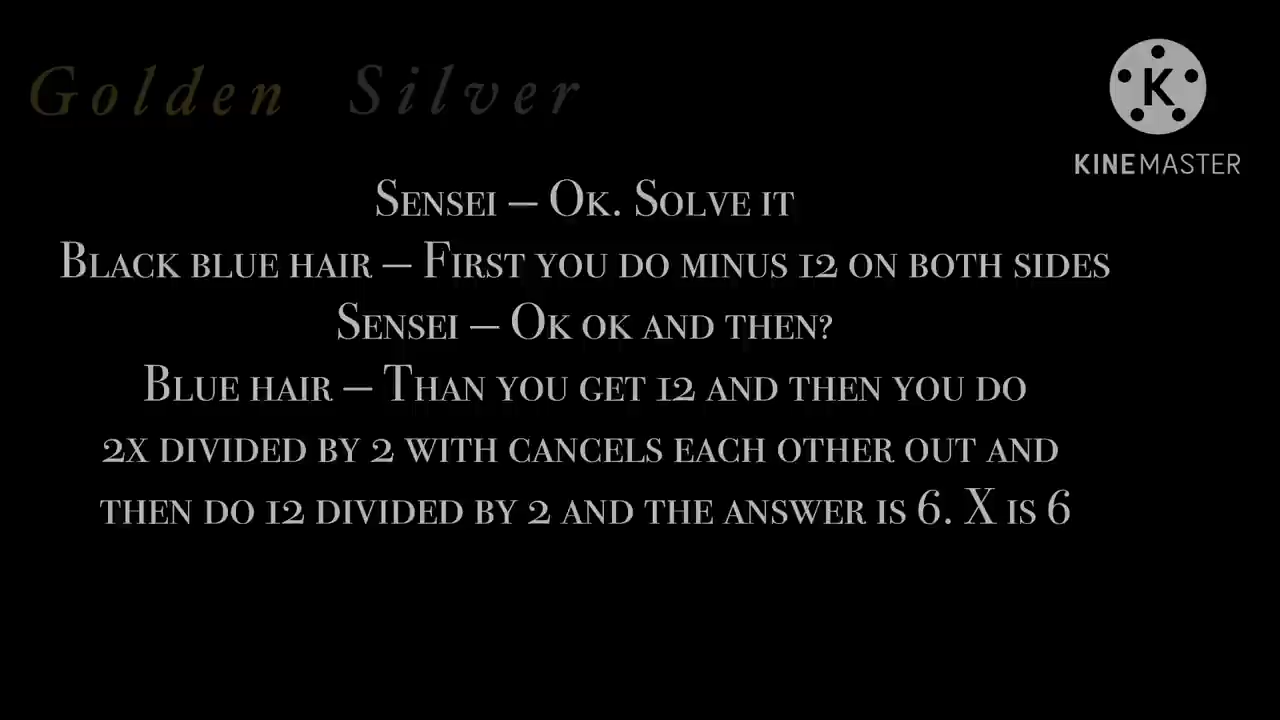 Golden Silver
K
KINEMASTER
Sensei – Ok. Solve it
Black blue hair – First you do minus 12 on both sides
Sensei – Ok ok and then?
Blue hair – Than you get 12 and then you do
2x divided by 2 with cancels each other out and
then do 12 divided by 2 and the answer is 6. X is 6